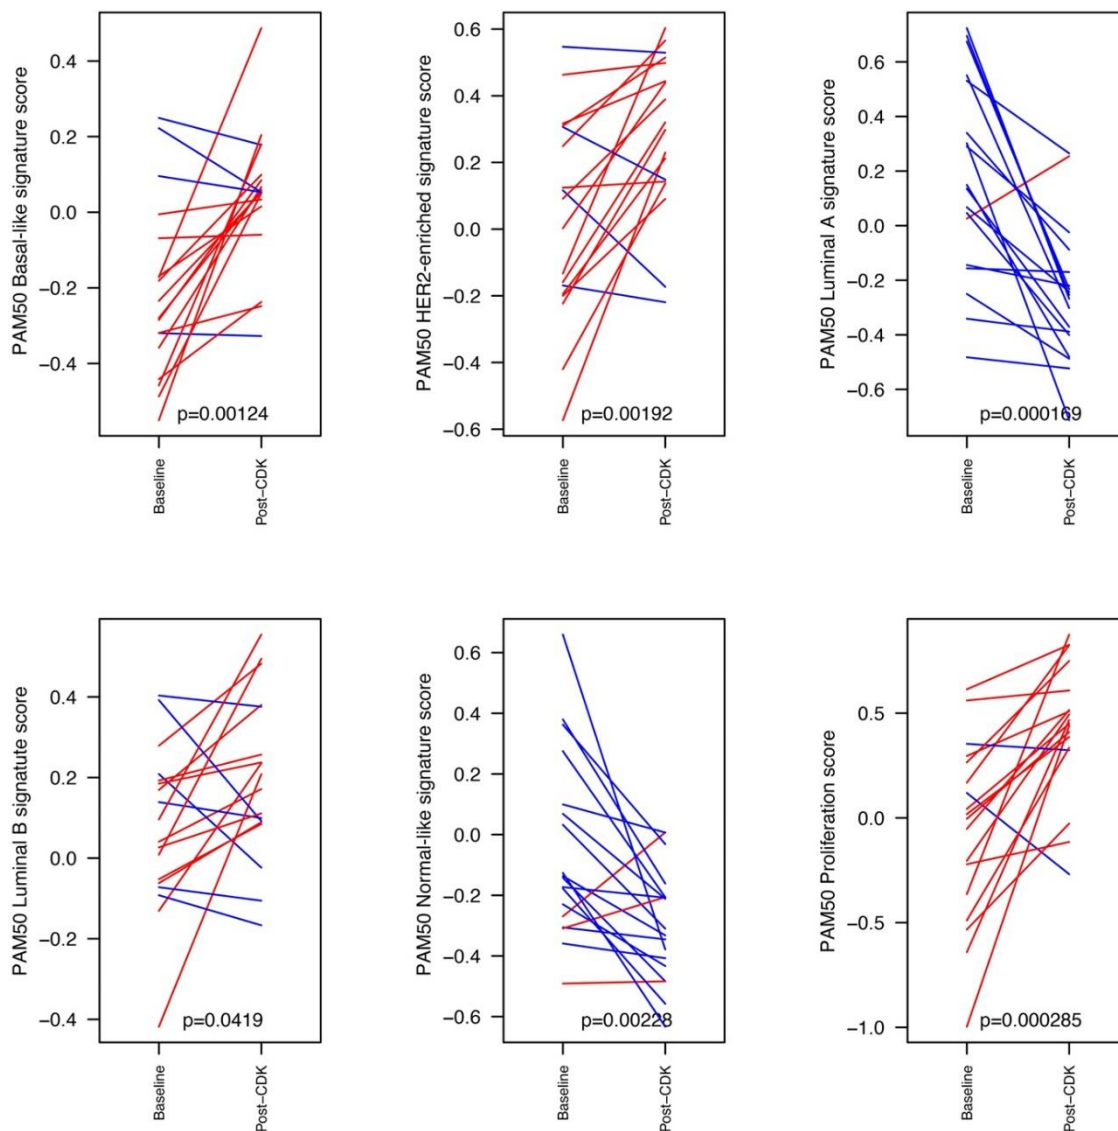 PAM50 Basal-like signature score
0.4
0.2
0.0
−0.2
−0.4
p=0.00124
Baseline
Post−CDK
PAM50 HER2-enriched signature score
0.6
0.4
0.2
0.0
−0.2
−0.4
−0.6
p=0.00192
Baseline
Post−CDK
PAM50 Luminal A signature score
0.6
0.4
0.2
0.0
−0.2
−0.4
−0.6
p=0.000169
Baseline
Post−CDK
PAM50 Luminal B signatute score
0.4
0.2
0.0
−0.2
−0.4
p=0.0419
Baseline
Post−CDK
PAM50 Normal-like signature score
0.6
0.4
0.2
0.0
−0.2
−0.4
−0.6
p=0.00223
Baseline
Post−CDK
PAM50 Proliferation score
0.5
0.0
−0.5
−1.0
p=0.000285
Baseline
Post−CDK